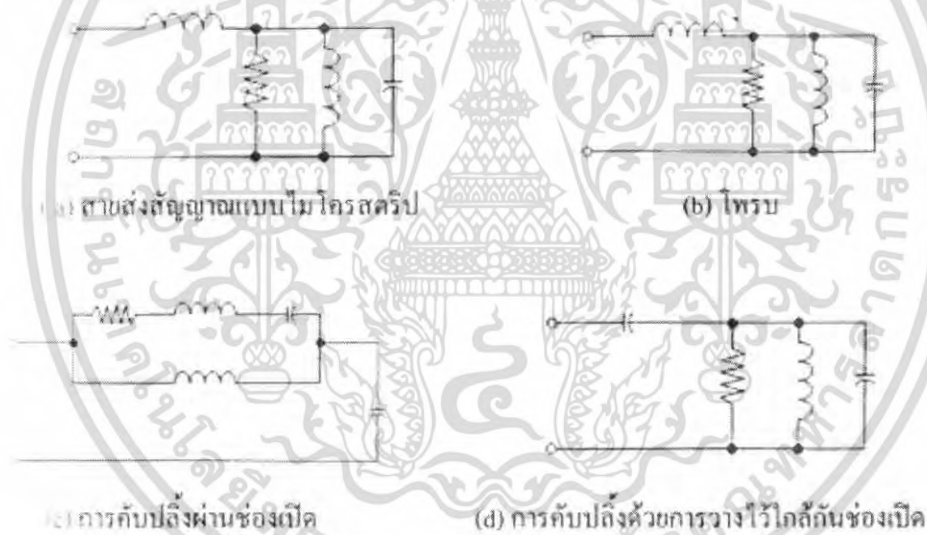 (a) สายส่งสัญญาณแบบไมโครสตริป
(b) โพรบ
(c) การคับปลิ้งผ่านช่องเปิด
(d) การคับปลิ้งด้วยการวางไว้ใกล้กันช่องเปิด